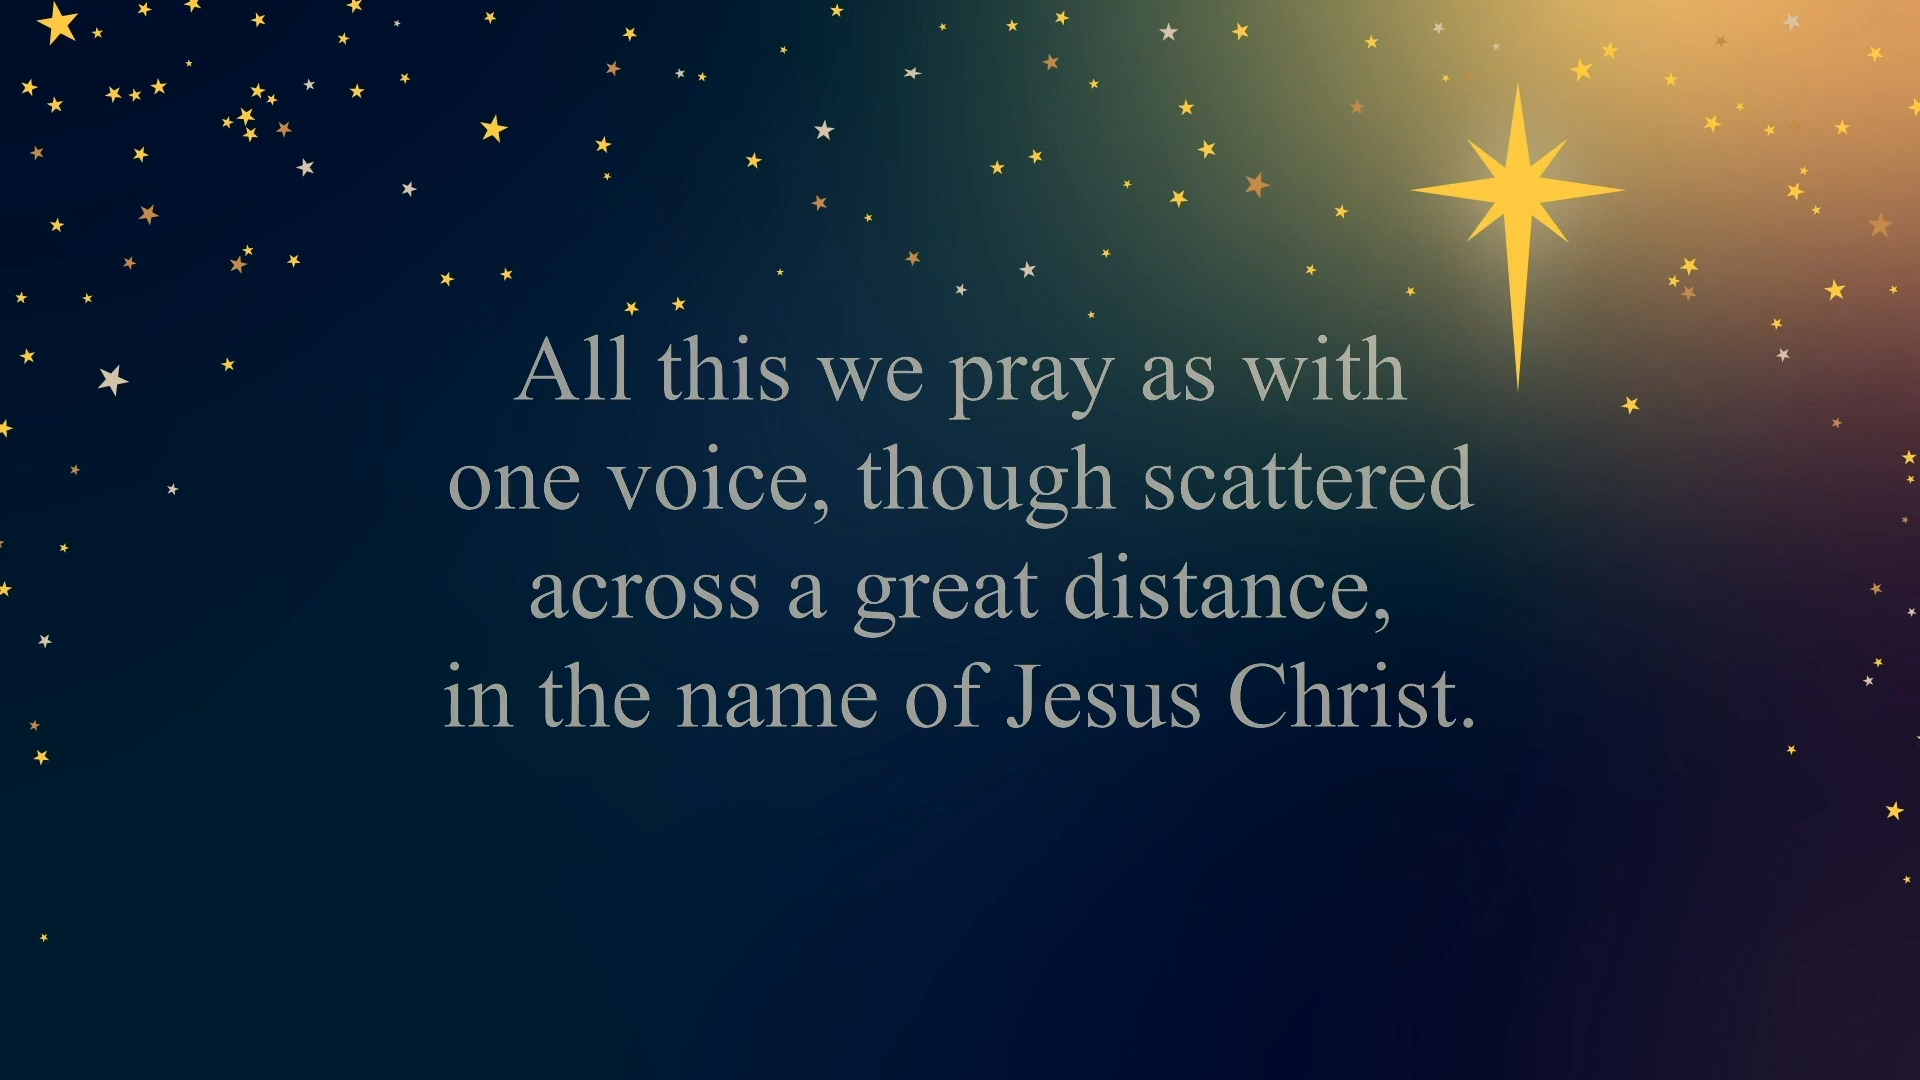 All this we pray as with
one voice, though scattered
across a great distance,
in the name of Jesus Christ.